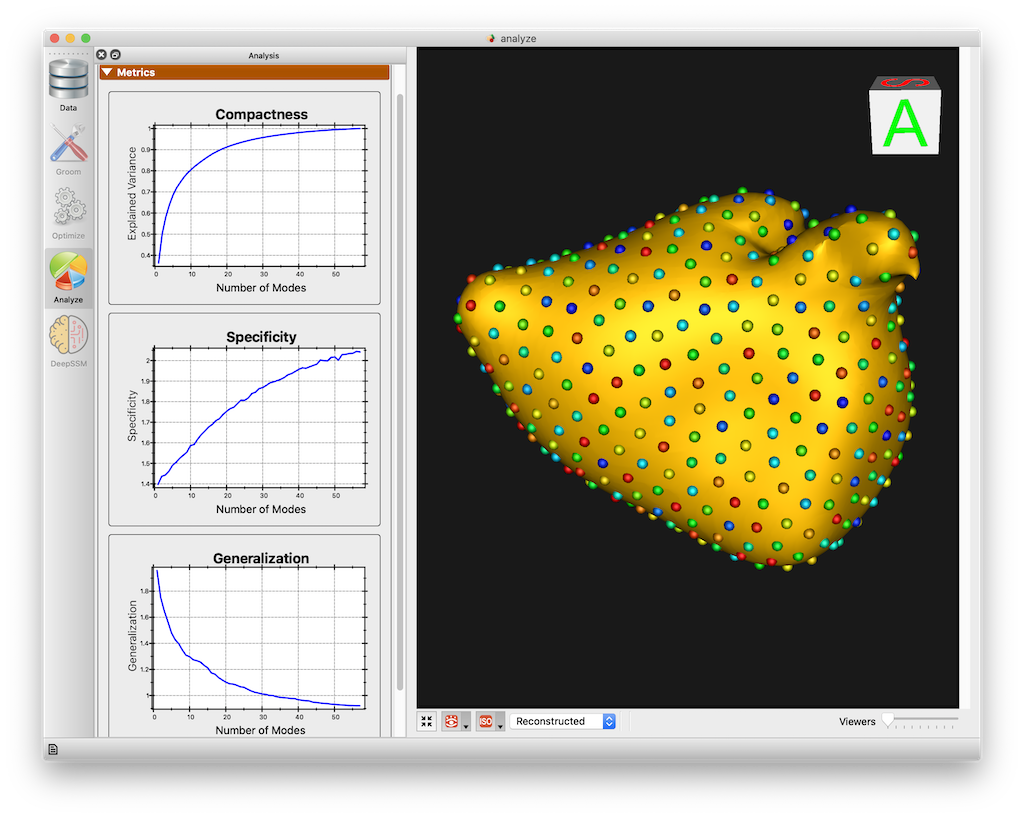 analyze
Analysis
Data
Groom
Optimize
Analyze
DeepSSM
Metrics
Compactness
Explained Variance
1
0.9
0.8
0.7
0.6
0.5
0.4
0 10 20 30 40 50
Number of Modes
Specificity
Specificity
2
1.9
1.8
1.7
1.6
1.5
1.4
0 10 20 30 40 50
Number of Modes
Generalization
Generalization
1.8
1.6
1.4
1.2
1
0 10 20 30 40 50
Number of Modes
S
A
ISO
Reconstructed
Viewers